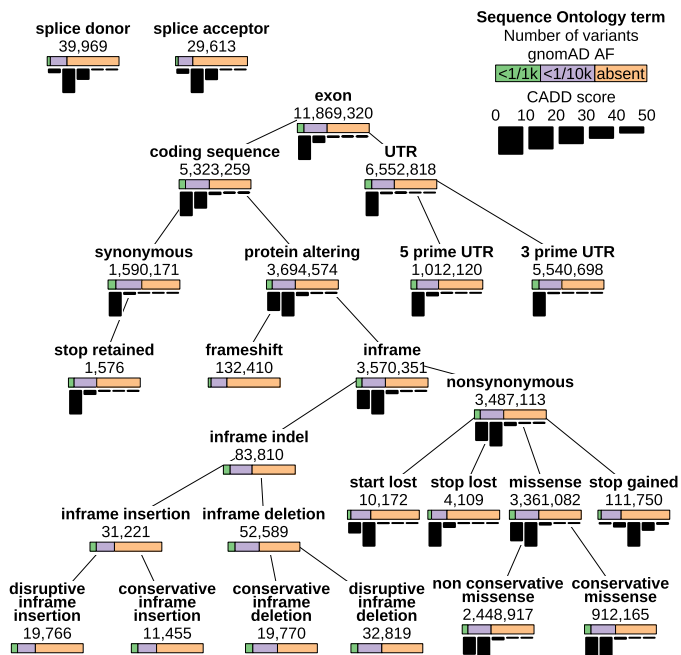 splice donor
39,969
splice acceptor
29,613
Sequence Ontology term
Number of variants
gnomAD AF
<1/1k <1/10k absent
CADD score
0 10 20 30 40 50
exon
11,869,320
coding sequence
5,323,259
UTR
6,552,818
synonymous
1,590,171
protein altering
3,694,574
5 prime UTR
1,012,120
3 prime UTR
5,540,698
stop retained
1,576
frameshift
132,410
inframe
3,570,351
nonsynonymous
3,487,113
inframe indel
83,810
start lost
10,172
stop lost
4,109
missense
3,361,082
stop gained
111,750
inframe insertion
31,221
inframe deletion
52,589
disruptive
inframe
insertion
19,766
conservative
inframe
insertion
11,455
conservative
inframe
deletion
19,770
disruptive
inframe
deletion
32,819
non conservative
missense
2,448,917
conservative
missense
912,165